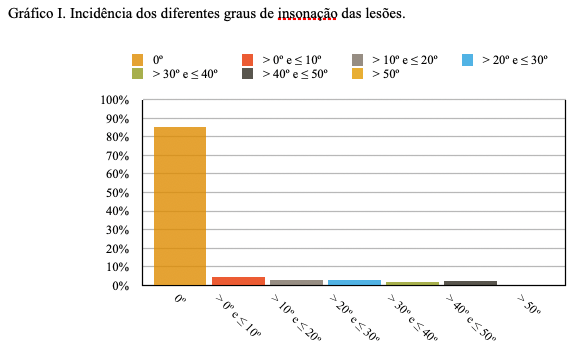 Gráfico I. Incidência dos diferentes graus de insonação das lesões.
0º > 0º e ≤ 10º > 10º e ≤ 20º > 20º e ≤ 30º
> 30º e ≤ 40º > 40º e ≤ 50º > 50º
100%
90%
80%
70%
60%
50%
40%
30%
20%
10%
0%
0º > 0º e ≤ 10º > 10º e ≤ 20º > 20º e ≤ 30º > 30º e ≤ 40º > 40º e ≤ 50º > 50º